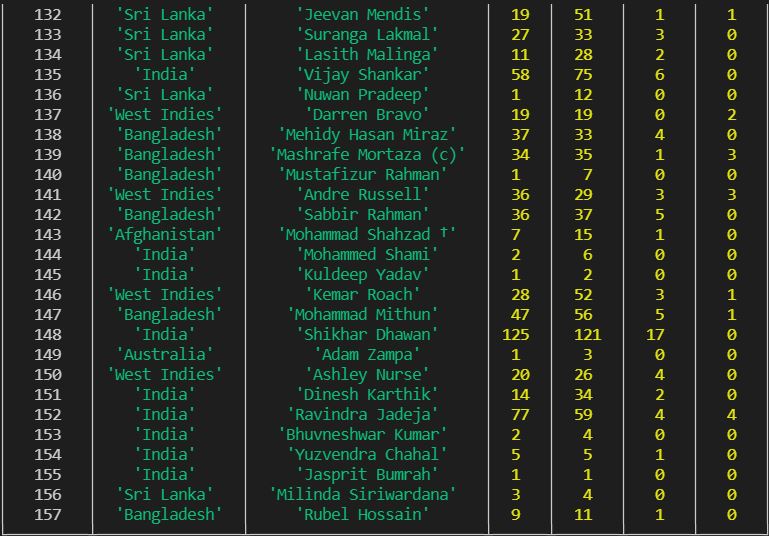 132 'Sri Lanka' 'Jeevan Mendis' 19 51 1 1
133 'Sri Lanka' 'Suranga Lakmal' 27 33 3 0
134 'Sri Lanka' 'Lasith Malinga' 11 28 2 0
135 'India' 'Vijay Shankar' 58 75 6 0
136 'Sri Lanka' 'Nuwan Pradeep' 1 12 0 0
137 'West Indies' 'Darren Bravo' 19 19 0 2
138 'Bangladesh' 'Mehidy Hasan Miraz' 37 33 4 0
139 'Bangladesh' 'Mashrafe Mortaza (c)' 34 35 1 3
140 'Bangladesh' 'Mustafizur Rahman' 1 7 0 0
141 'West Indies' 'Andre Russell' 36 29 3 3
142 'Bangladesh' 'Sabbir Rahman' 36 37 5 0
143 'Afghanistan' 'Mohammad Shahzad †' 7 15 1 0
144 'India' 'Mohammed Shami' 2 6 0 0
145 'India' 'Kuldeep Yadav' 1 2 0 0
146 'West Indies' 'Kemar Roach' 28 52 3 1
147 'Bangladesh' 'Mohammad Mithun' 47 56 5 1
148 'India' 'Shikhar Dhawan' 125 121 17 0
149 'Australia' 'Adam Zampa' 1 3 0 0
150 'West Indies' 'Ashley Nurse' 20 26 4 0
151 'India' 'Dinesh Karthik' 14 34 2 0
152 'India' 'Ravindra Jadeja' 77 59 4 4
153 'India' 'Bhuvneshwar Kumar' 2 4 0 0
154 'India' 'Yuzvendra Chahal' 5 5 1 0
155 'India' 'Jasprit Bumrah' 1 1 0 0
156 'Sri Lanka' 'Milinda Siriwardana' 3 4 0 0
157 'Bangladesh' 'Rubel Hossain' 9 11 1 0